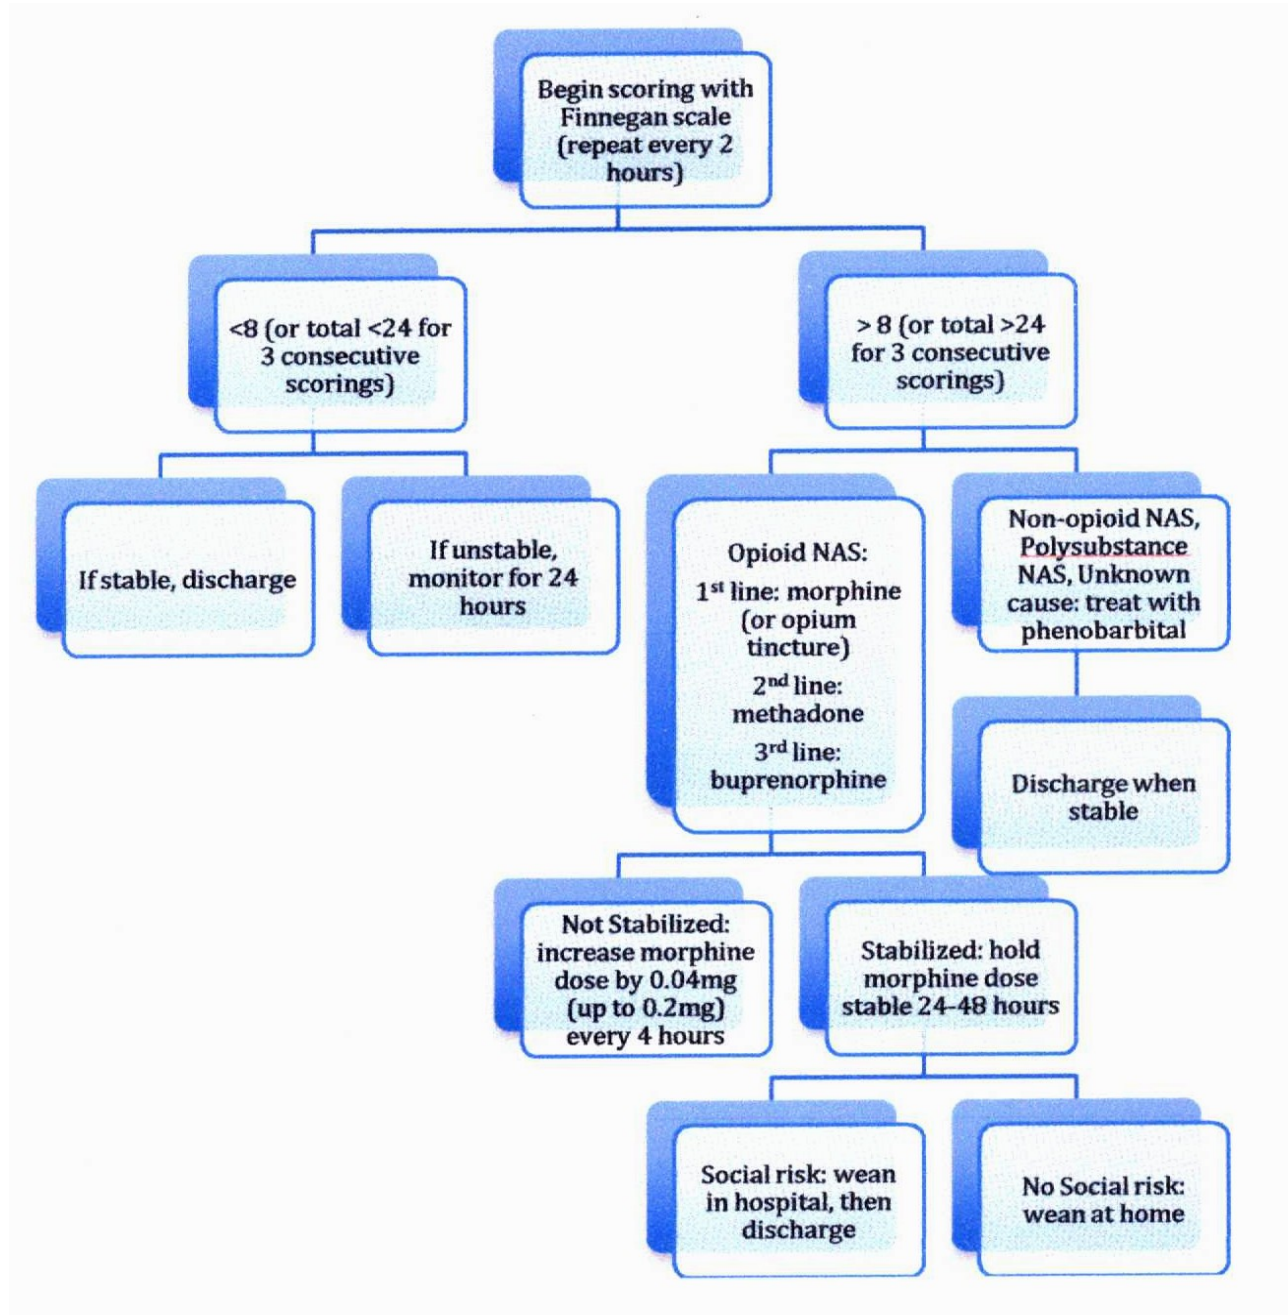 Begin scoring with
Finnegan scale
(repeat every 2
hours)
<8 (or total <24 for
3 consecutive
scorings)
> 8 (or total >24
for 3 consecutive
scorings)
If stable, discharge
If unstable,
monitor for 24
hours
Opioid NAS:
1st line: morphine
(or opium
tincture)
2nd line:
methadone
3rd line:
buprenorphine
Non-opioid NAS,
Polysubstance
NAS, Unknown
cause: treat with
phenobarbital
Discharge when
stable
Not Stabilized:
increase morphine
dose by 0.04mg
(up to 0.2mg)
every 4 hours
Stabilized: hold
morphine dose
stable 24-48 hours
Social risk: wean
in hospital, then
discharge
No Social risk:
wean at home